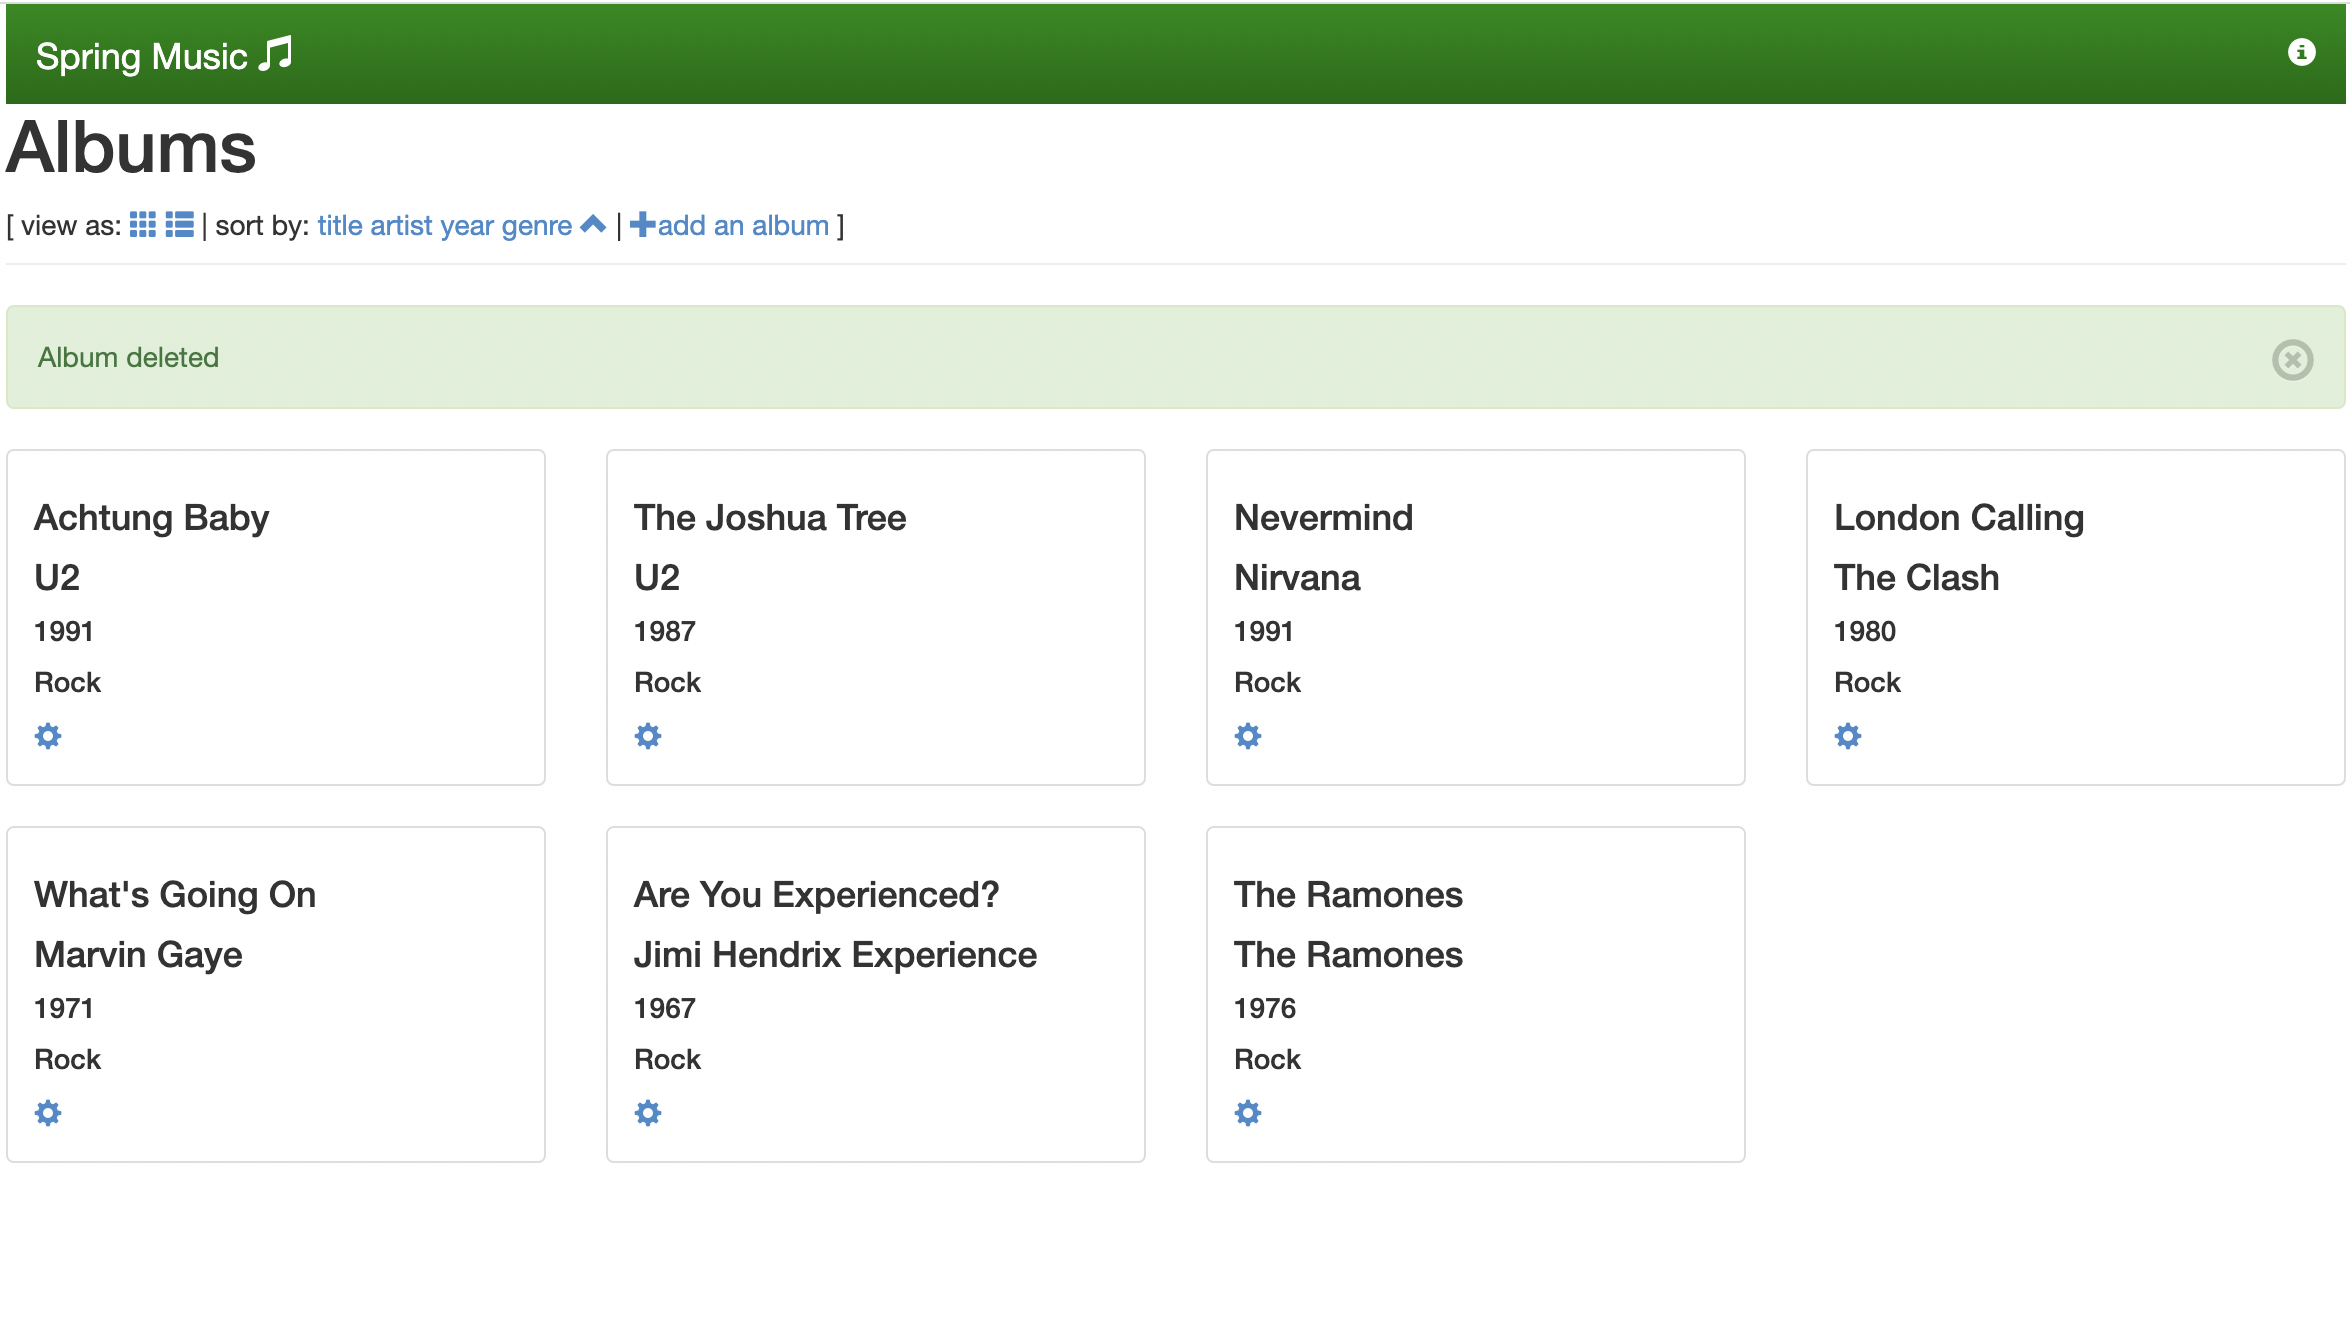 Spring Music
Albums
[ view as: | sort by: title artist year genre | add an album ]
Album deleted
Achtung Baby
U2
1991
Rock
The Joshua Tree
U2
1987
Rock
Nevermind
Nirvana
1991
Rock
London Calling
The Clash
1980
Rock
What's Going On
Marvin Gaye
1971
Rock
Are You Experienced?
Jimi Hendrix Experience
1967
Rock
The Ramones
The Ramones
1976
Rock